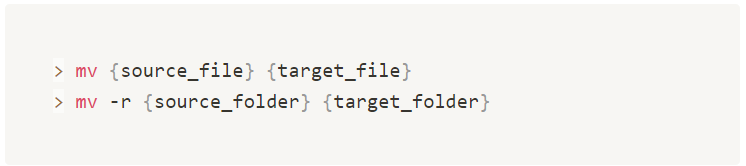 > mv {source_file} {target_file}
> mv -r {source_folder} {target_folder}